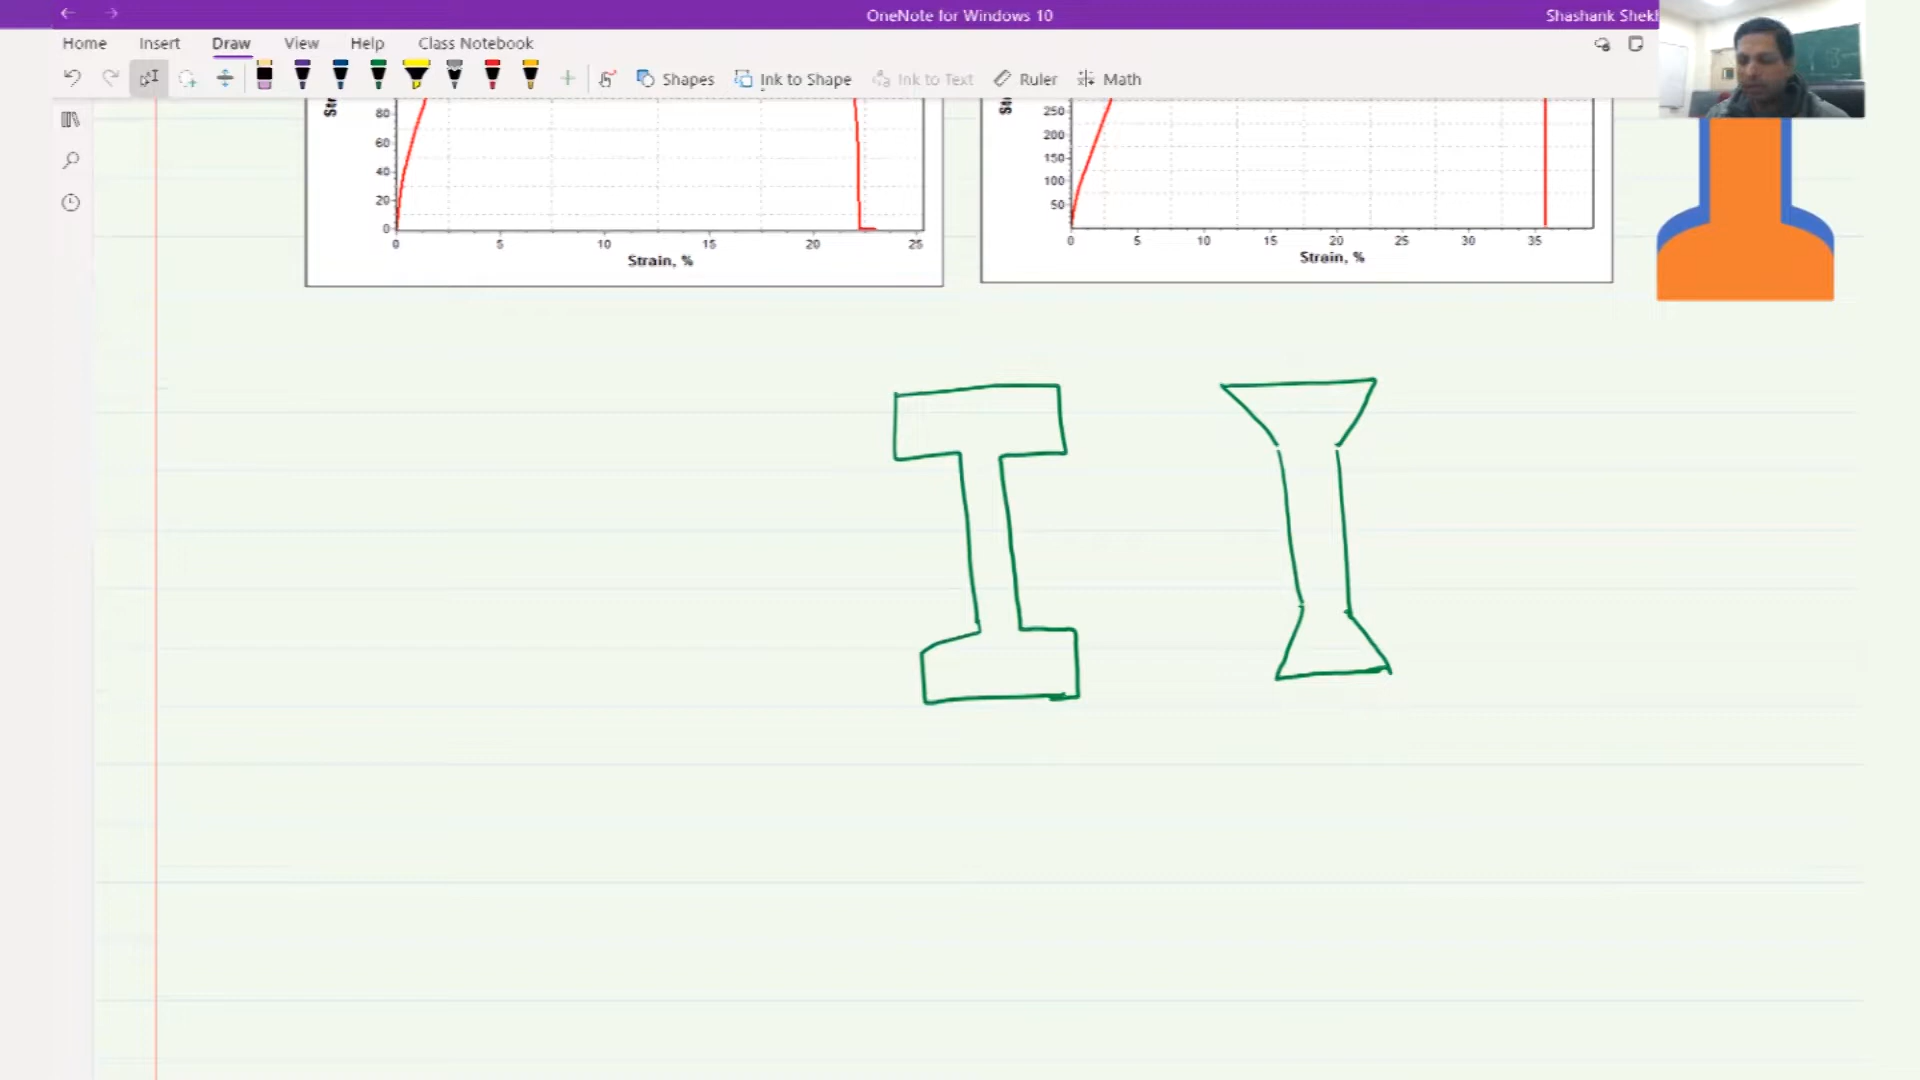 OneNote for Windows 10
Shashank Shekh
Home Insert Draw View Help Class Notebook
Shapes Ink to Shape Ink to Text Ruler Math
Str
80
60
40
20
0
0 5 10 15 20 25
Strain, %
St
250
200
150
100
50
0 5 10 15 20 25 30 35
Strain, %